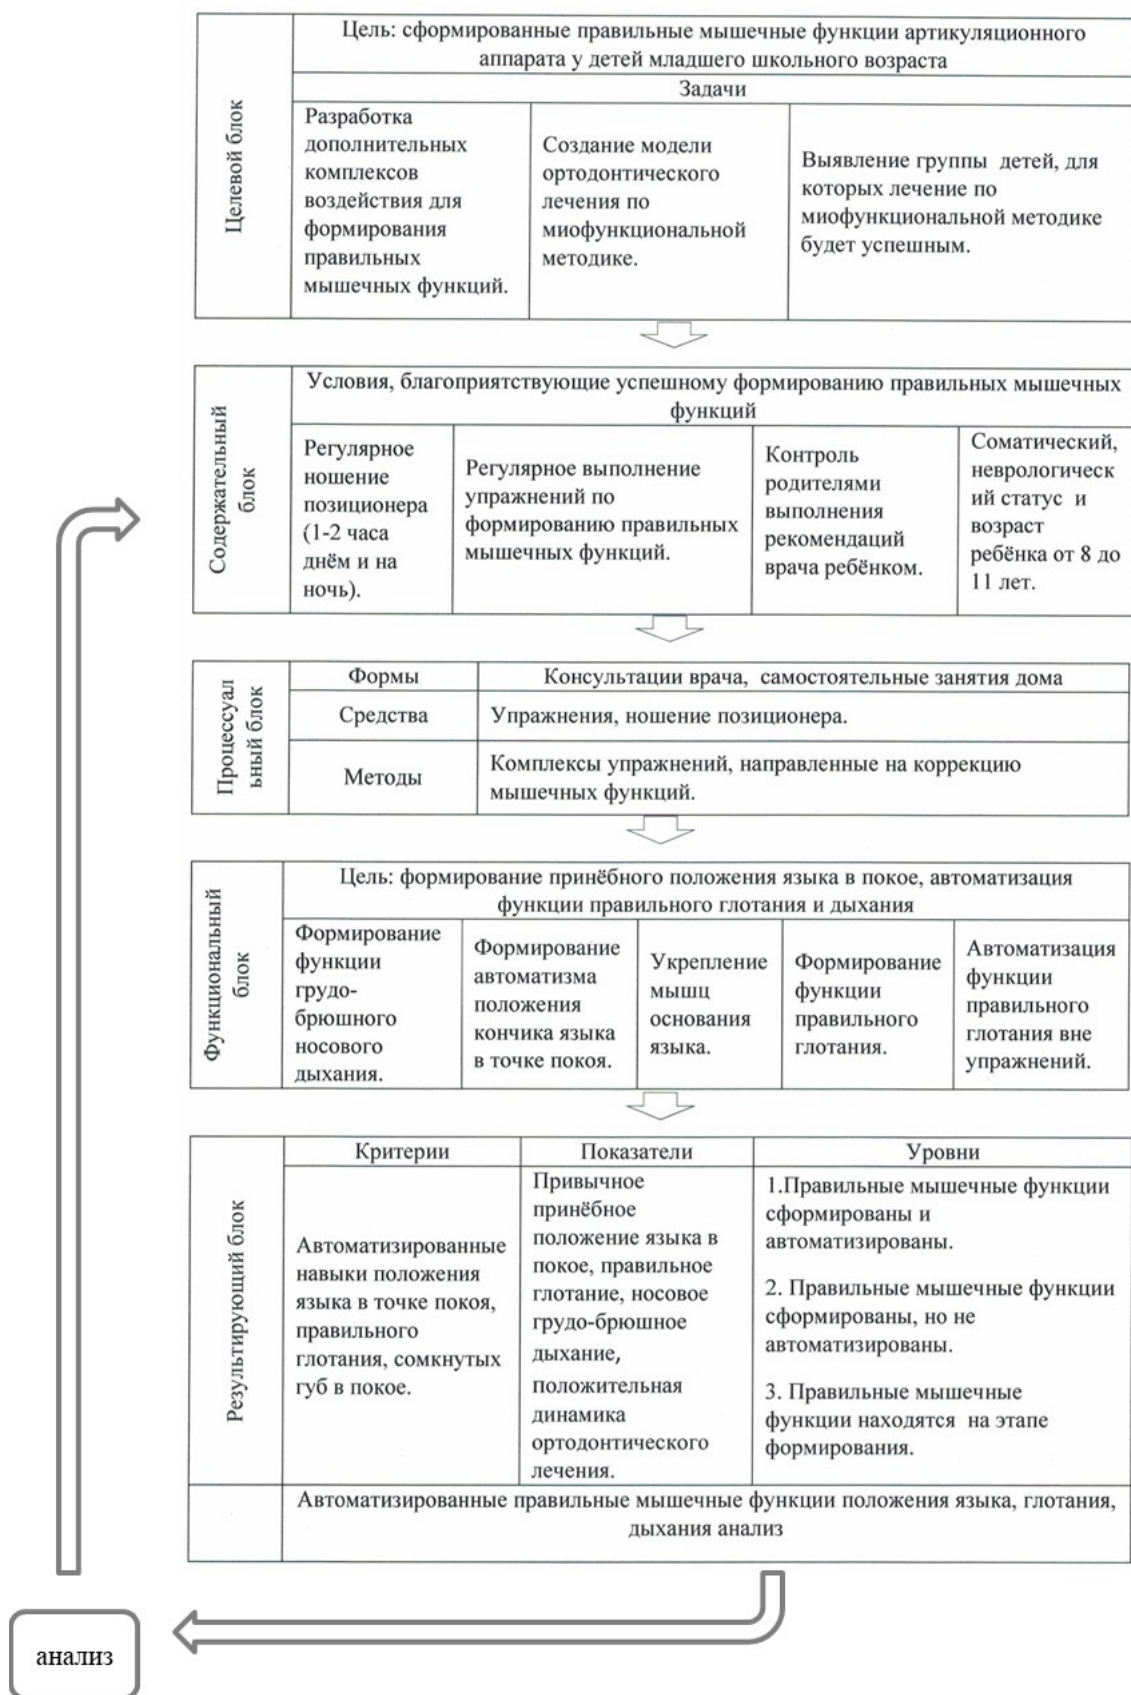 Целевой блок
Цель: сформированные правильные мышечные функции артикуляционного
аппарата у детей младшего школьного возраста
Задачи
Разработка
дополнительных
комплексов
воздействия для
формирования
правильных
мышечных функций.
Создание модели
ортодонтического
лечения по
миофункциональной
методике.
Выявление группы детей, для
которых лечение по
миофункциональной методике
будет успешным.
Содержательный
блок
Условия, благоприятствующие успешному формированию правильных мышечных
функций
Регулярное
ношение
позиционера
(1-2 часа
днём и на
ночь).
Регулярное выполнение
упражнений по
формированию правильных
мышечных функций.
Контроль
родителями
выполнения
рекомендаций
врача ребёнком.
Соматический,
неврологическ
ий статус и
возраст
ребёнка от 8 до
11 лет.
Процессуал
ьный блок
Формы
Консультации врача, самостоятельные занятия дома
Средства
Упражнения, ношение позиционера.
Методы
Комплексы упражнений, направленные на коррекцию
мышечных функций.
Функциональный
блок
Цель: формирование принёбного положения языка в покое, автоматизация
функции правильного глотания и дыхания
Формирование
функции
грудо-
брюшного
носового
дыхания.
Формирование
автоматизма
положения
кончика языка
в точке покоя.
Укрепление
мышц
основания
языка.
Формирование
функции
правильного
глотания.
Автоматизация
функции
правильного
глотания вне
упражнений.
Результирующий блок
Критерии
Показатели
Уровни
Автоматизированные
навыки положения
языка в точке покоя,
правильного
глотания, сомкнутых
губ в покое.
Привычное
принёбное
положение языка в
покое, правильное
глотание, носовое
грудо-брюшное
дыхание,
положительная
динамика
ортодонтического
лечения.
1.Правильные мышечные функции
сформированы и
автоматизированы.
2. Правильные мышечные функции
сформированы, но не
автоматизированы.
3. Правильные мышечные
функции находятся на этапе
формирования.
Автоматизированные правильные мышечные функции положения языка, глотания,
дыхания анализ
анализ